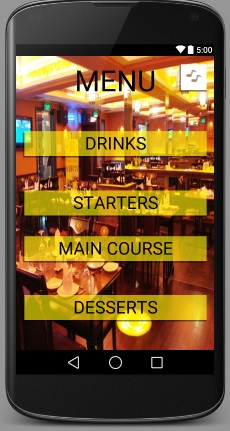 5:00
MENU
DRINKS
STARTERS
MAIN COURSE
DESSERTS